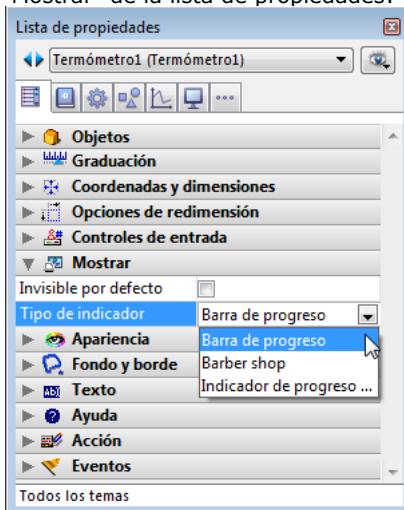 "Mostrar" de la lista de propiedades.
Lista de propiedades
Termómetro1 (Termómetro1)
Objetos
Graduación
Coordenadas y dimensiones
Opciones de redimensión
Controles de entrada
Mostrar
Invisible por defecto
Tipo de indicador
Barra de progreso
Apariencia
Barra de progreso
Fondo y borde
Barber shop
Texto
Indicador de progreso ...
Ayuda
Acción
Eventos
Todos los temas